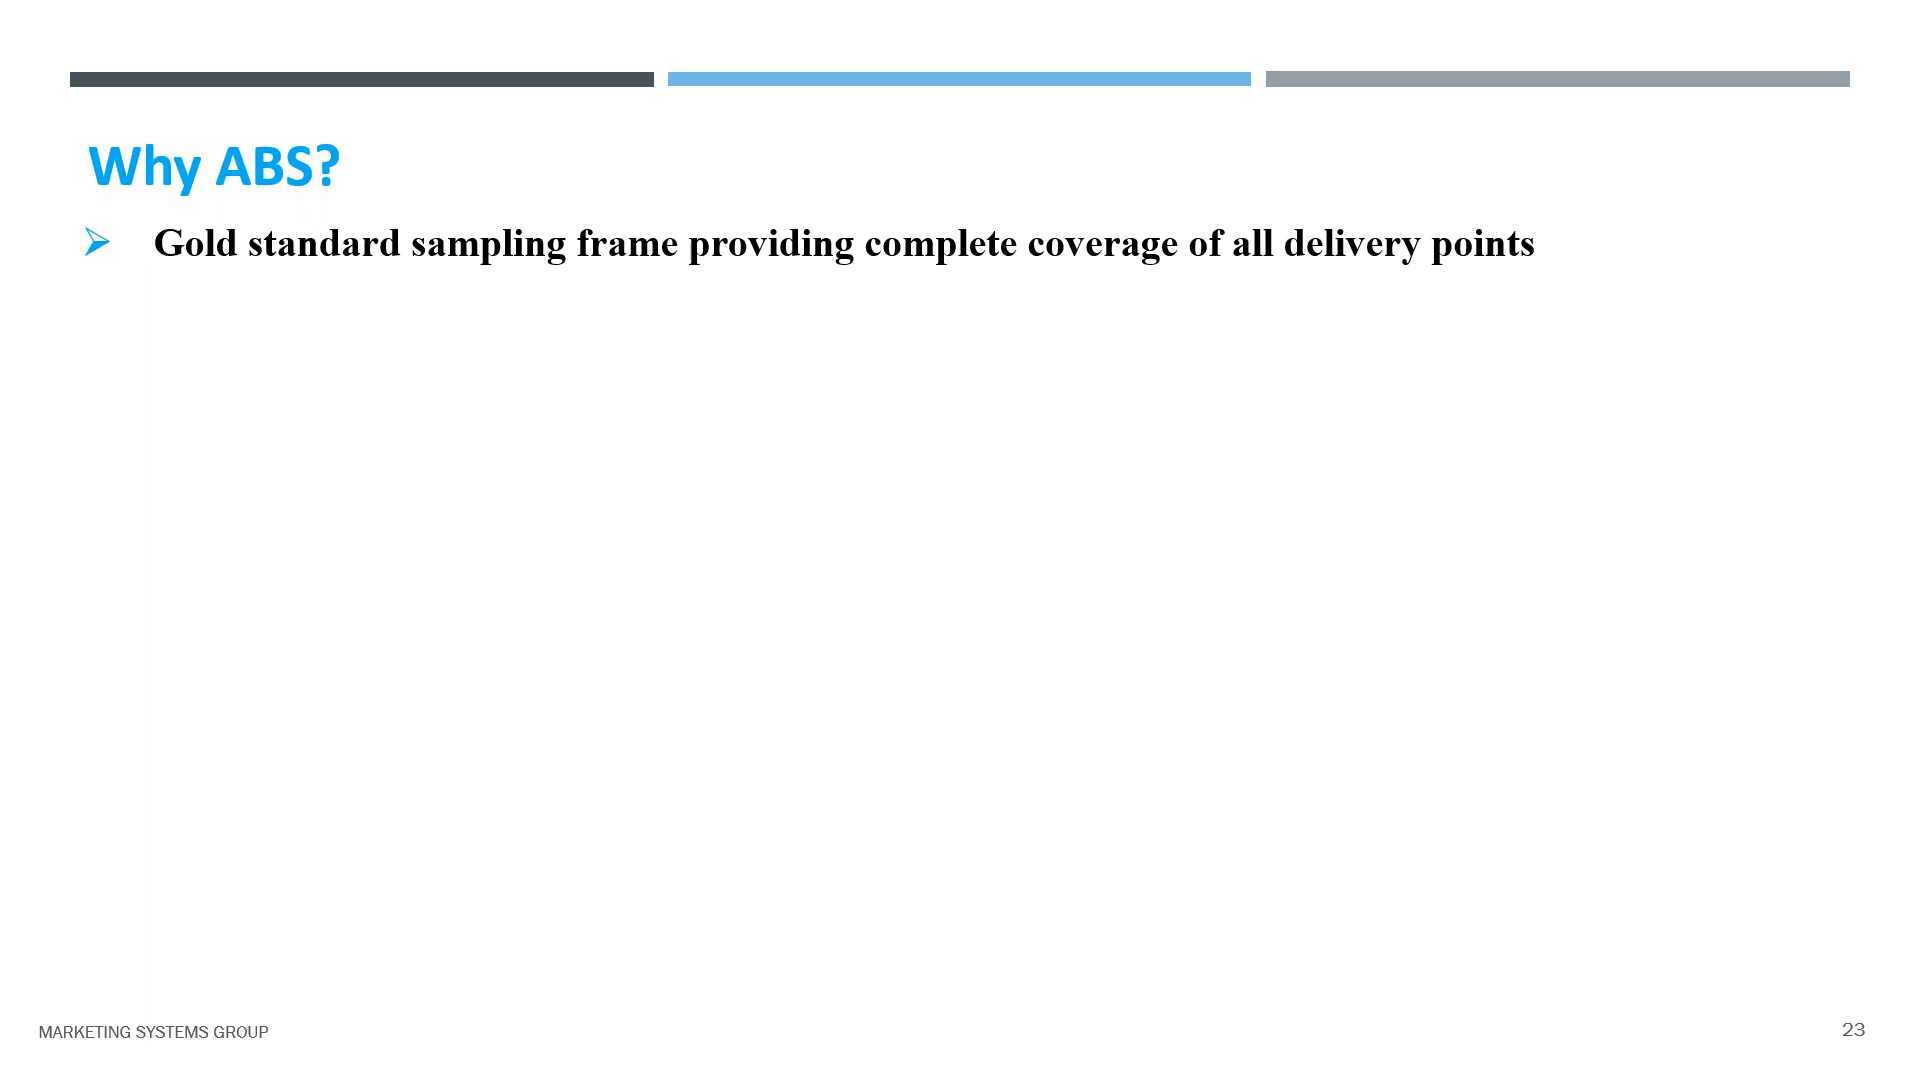 Why ABS?
Gold standard sampling frame providing complete coverage of all delivery points
MARKETING SYSTEMS GROUP
23